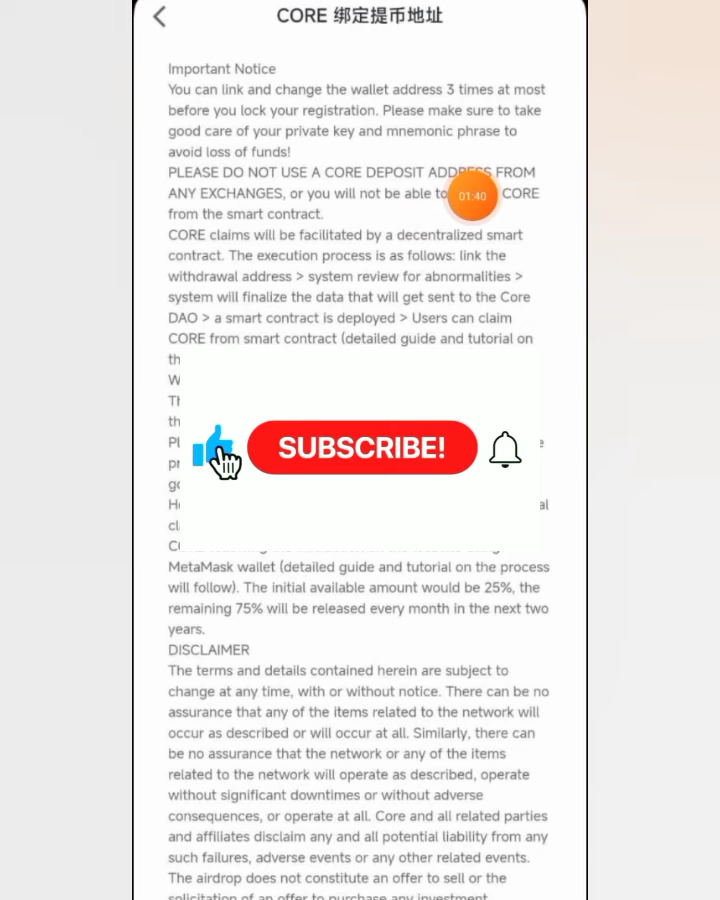 CORE 绑定提币地址
Important Notice
You can link and change the wallet address 3 times at most
before you lock your registration. Please make sure to take
good care of your private key and mnemonic phrase to
avoid loss of funds!
PLEASE DO NOT USE A CORE DEPOSIT ADDRESS FROM
ANY EXCHANGES, or you will not be able to CORE
01:40
from the smart contract.
CORE claims will be facilitated by a decentralized smart
contract. The execution process is as follows: link the
withdrawal address > system review for abnormalities >
system will finalize the data that will get sent to the Core
DAO > a smart contract is deployed > Users can claim
CORE from smart contract (detailed guide and tutorial on
SUBSCRIBE!
MetaMask wallet (detailed guide and tutorial on the process
will follow). The initial available amount would be 25%, the
remaining 75% will be released every month in the next two
years.
DISCLAIMER
The terms and details contained herein are subject to
change at any time, with or without notice. There can be no
assurance that any of the items related to the network will
occur as described or will occur at all. Similarly, there can
be no assurance that the network or any of the items
related to the network will operate as described, operate
without significant downtimes or without adverse
consequences, or operate at all. Core and all related parties
and affiliates disclaim any and all potential liability from any
such failures, adverse events or any other related events.
The airdrop does not constitute an offer to sell or the
solicitation of an offer to purchase any investment